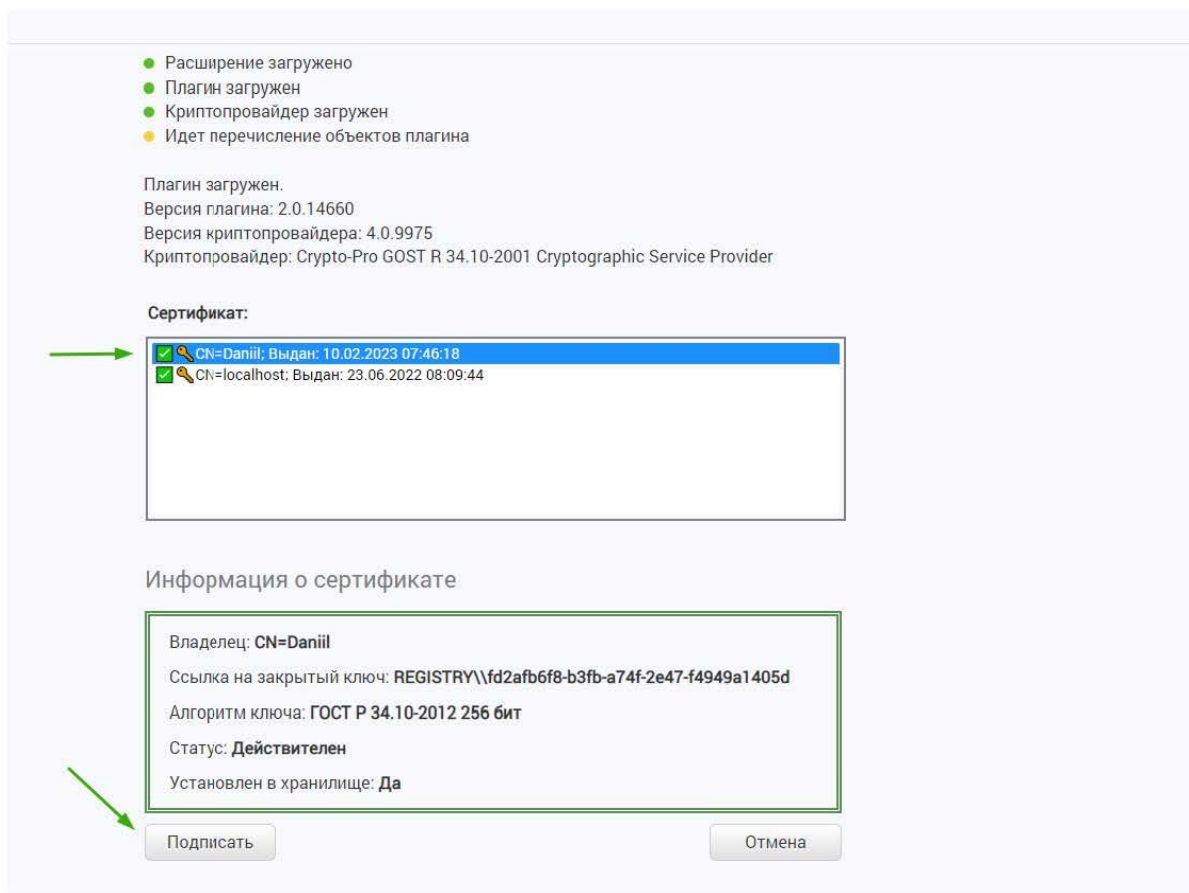 Расширение загружено
Плагин загружен
Криптопровайдер загружен
Идет перечисление объектов плагина
Плагин загружен.
Версия плагина: 2.0.14660
Версия криптопровайдера: 4.0.9975
Криптопровайдер: Crypto-Pro GOST R 34.10-2001 Cryptographic Service Provider
Сертификат:
CN=Daniil; Выдан: 10.02.2023 07:46:18
CN=localhost; Выдан: 23.06.2022 08:09:44
Информация о сертификате
Владелец: CN=Daniil
Ссылка на закрытый ключ: REGISTRY\\fd2afb6f8-b3fb-a74f-2e47-f4949a1405d
Алгоритм ключа: ГОСТ Р 34.10-2012 256 бит
Статус: Действителен
Установлен в хранилище: Да
Подписать Отмена